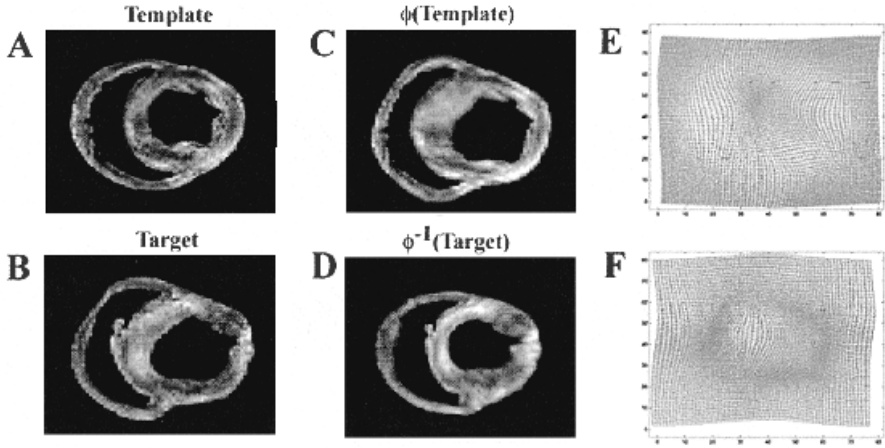 Template
A
C
ϕ(Template)
E
Target
B
D
ϕ⁻¹(Target)
F